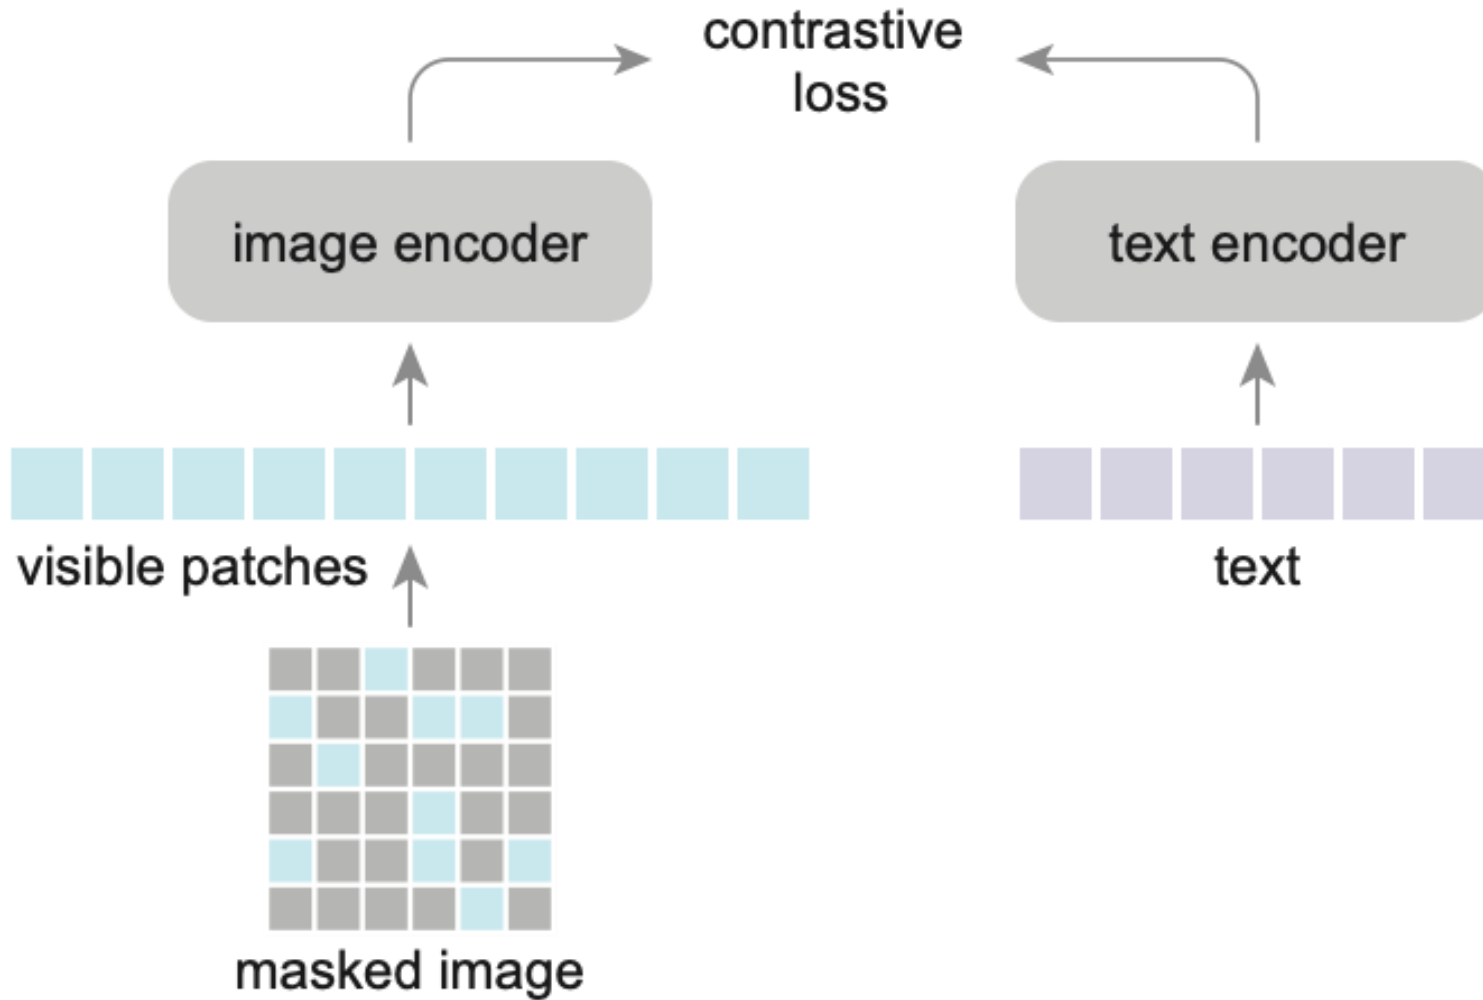 contrastive
loss
image encoder
text encoder
visible patches
text
masked image